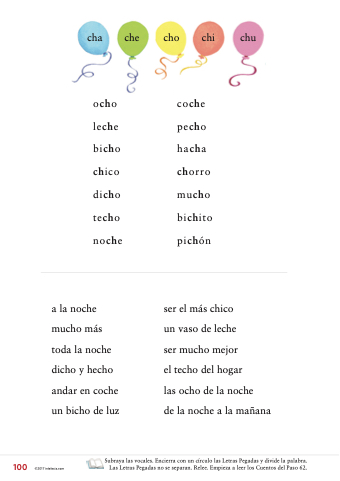 cha che cho chi chu
ocho coche
leche pecho
bicho hacha
chico chorro
dicho mucho
techo bichito
noche pichón
a la noche ser el más chico
mucho más un vaso de leche
toda la noche ser mucho mejor
dicho y hecho el techo del hogar
andar en coche las ocho de la noche
un bicho de luz de la noche a la mañana
Subraya las vocales. Encierra con un círculo las Letras Pegadas y divide la palabra.
Las Letras Pegadas no se separan. Relee. Empieza a leer los Cuentos del Paso 62.
100